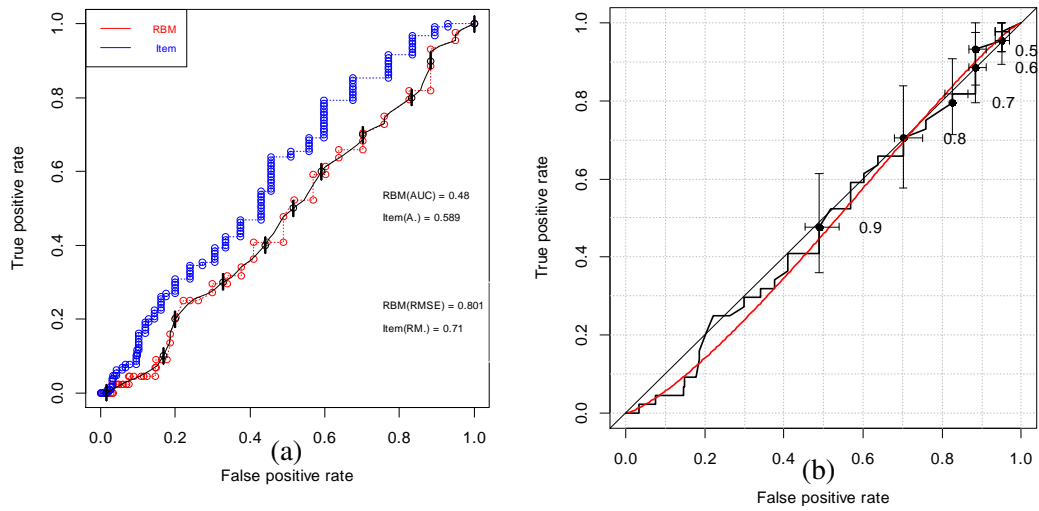 RBM
Item
RBM(AUC) = 0.48
Item(A.) = 0.589
RBM(RMSE) = 0.801
Item(RM.) = 0.71
True positive rate
0.0 0.2 0.4 0.6 0.8 1.0
0.0 0.2 0.4 0.6 0.8 1.0
(a)
False positive rate
0.5
0.6
0.7
0.8
0.9
True positive rate
0.0 0.2 0.4 0.6 0.8 1.0
0.0 0.2 0.4 0.6 0.8 1.0
(b)
False positive rate